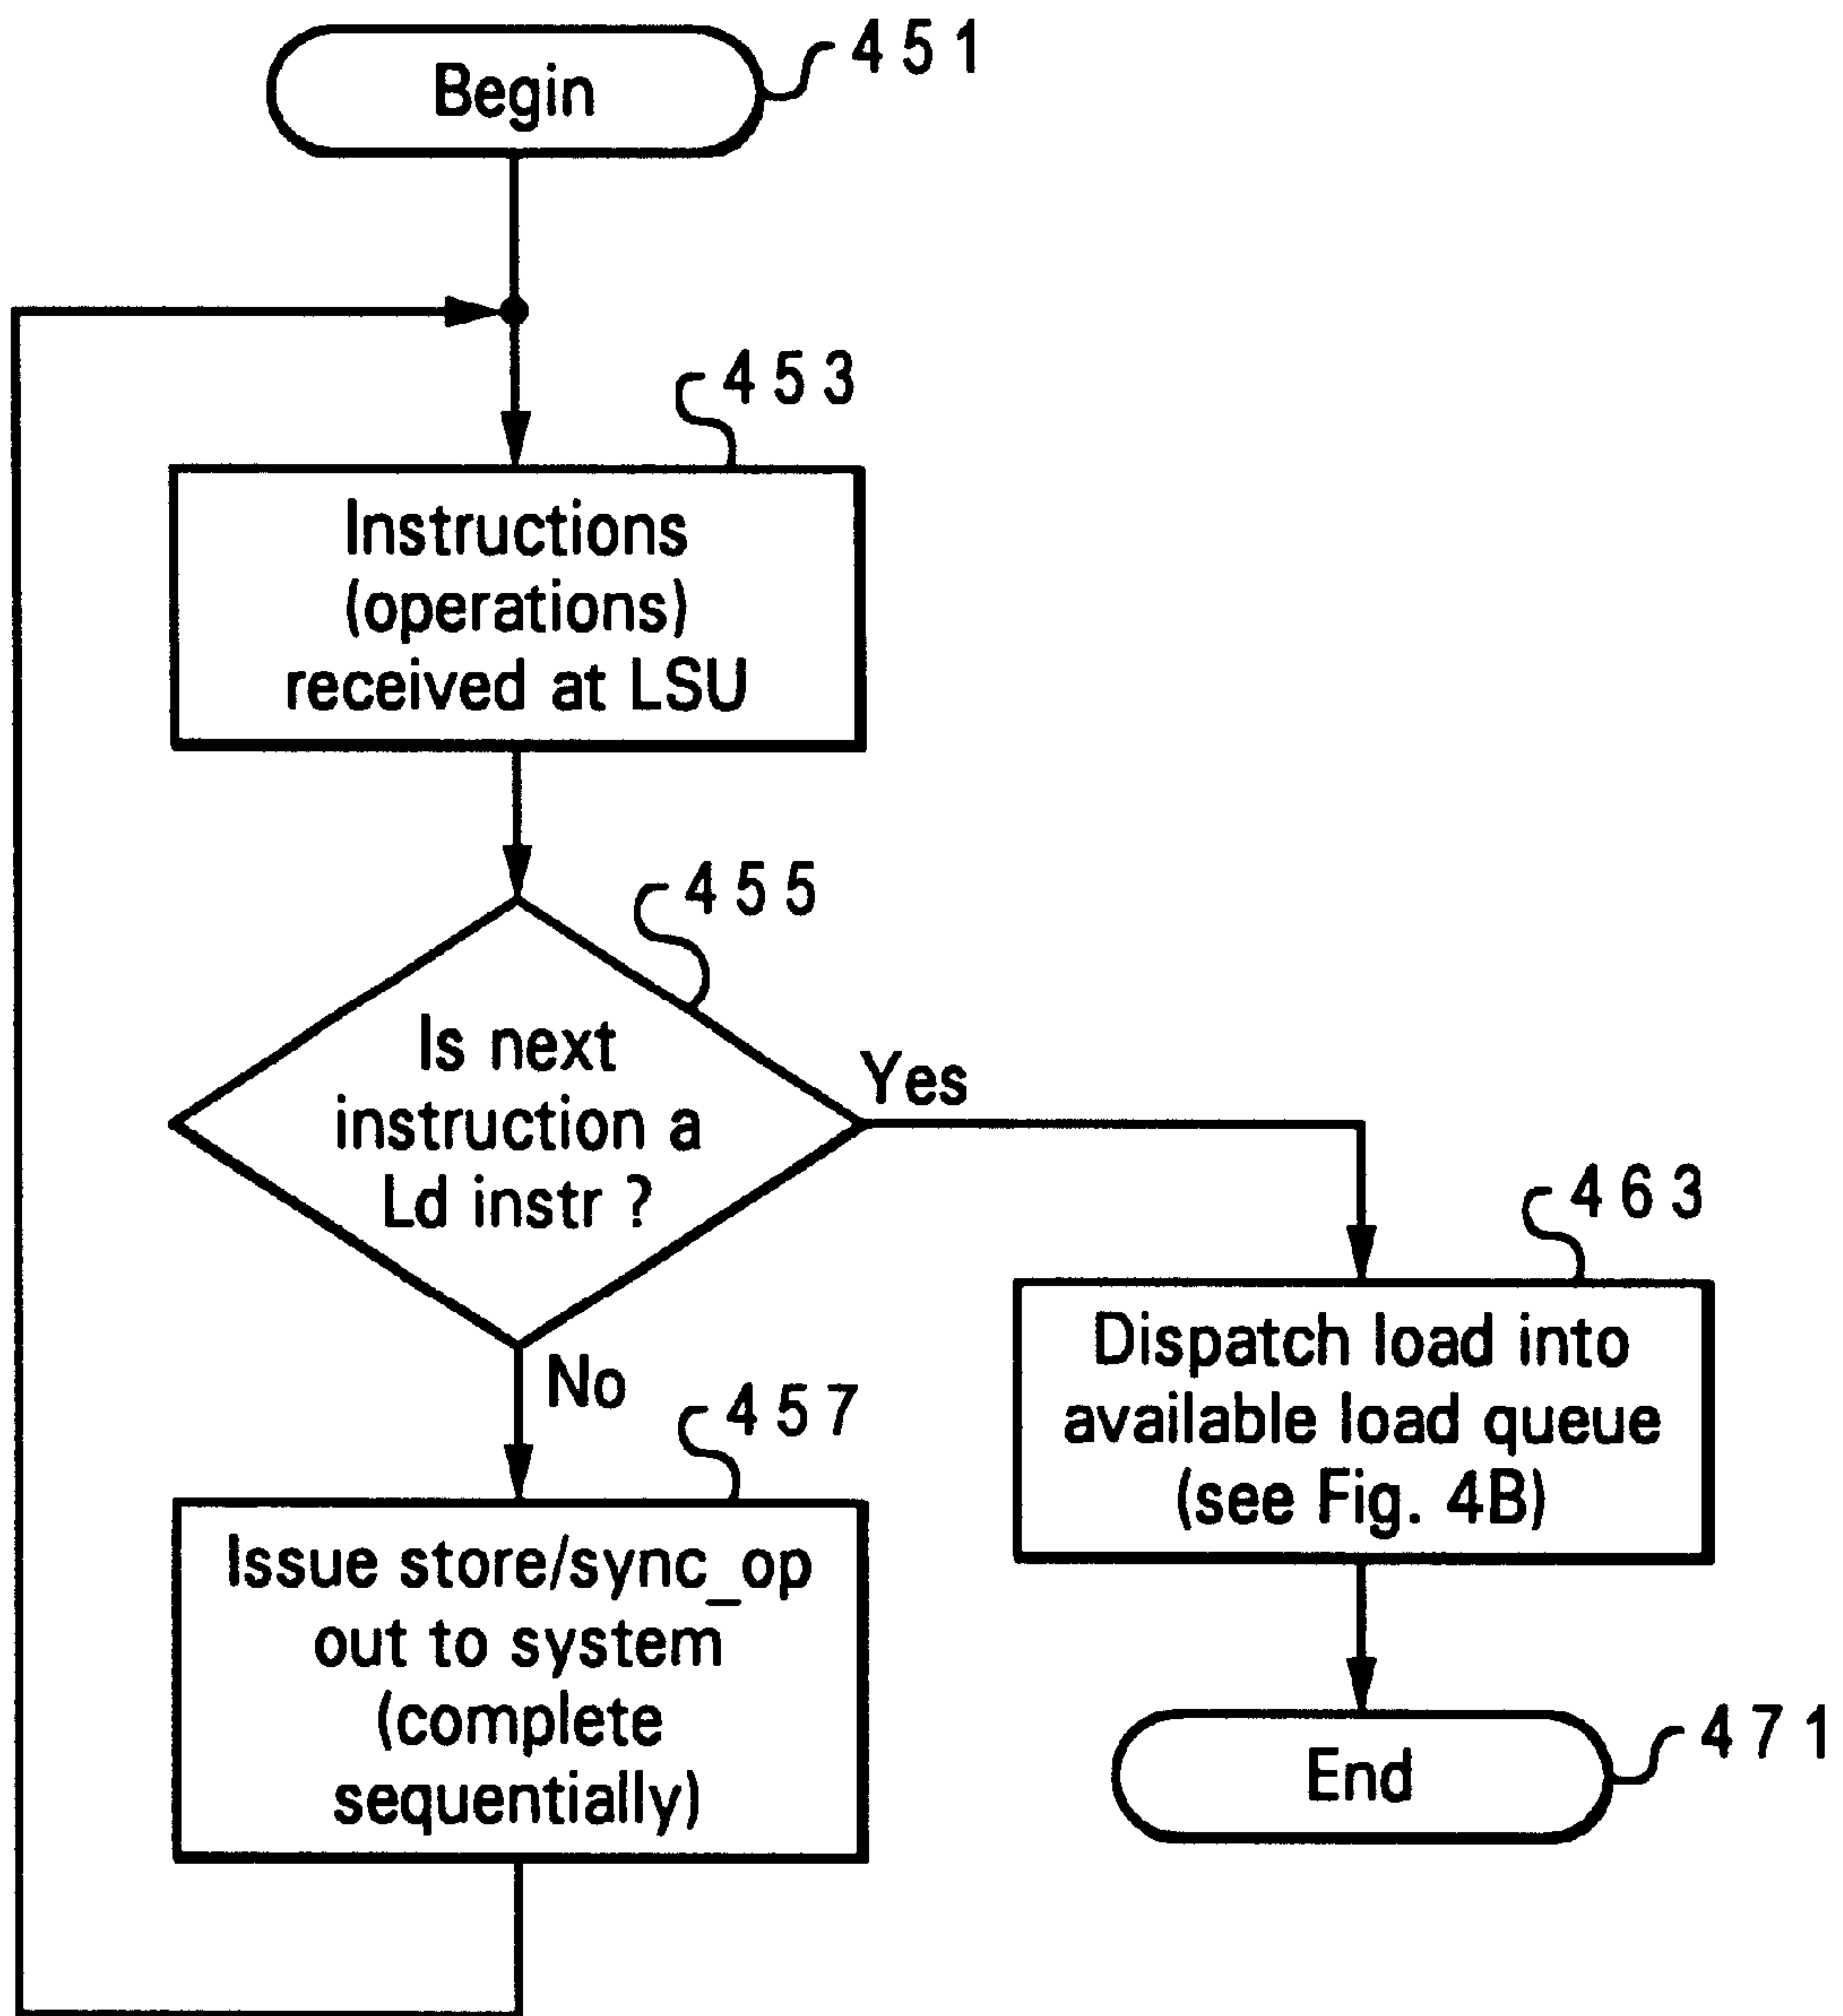 Begin
451
453
Instructions
(operations)
received at LSU
455
Is next
instruction a
Ld instr ?
Yes
No
463
Dispatch load into
available load queue
(see Fig. 4B)
457
Issue store/sync_op
out to system
(complete
sequentially)
End
471